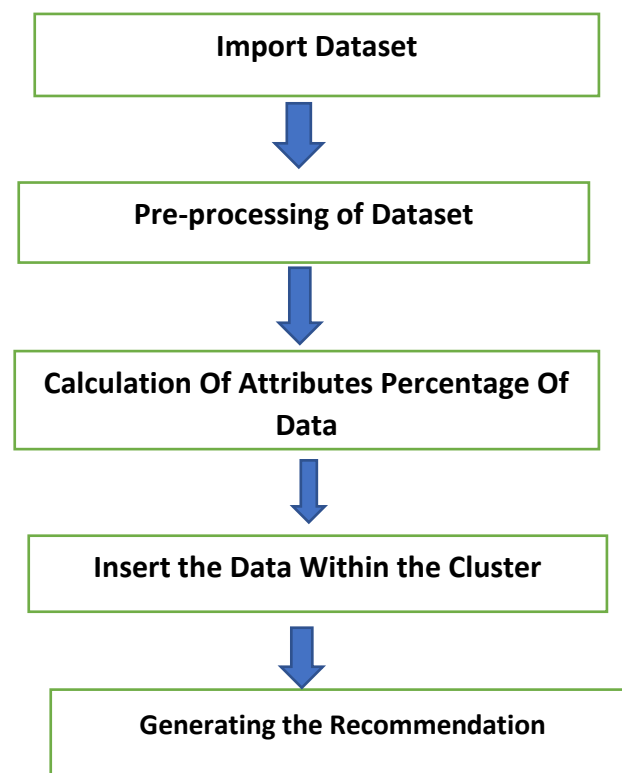 Import Dataset
Pre-processing of Dataset
Calculation Of Attributes Percentage Of
Data
Insert the Data Within the Cluster
Generating the Recommendation